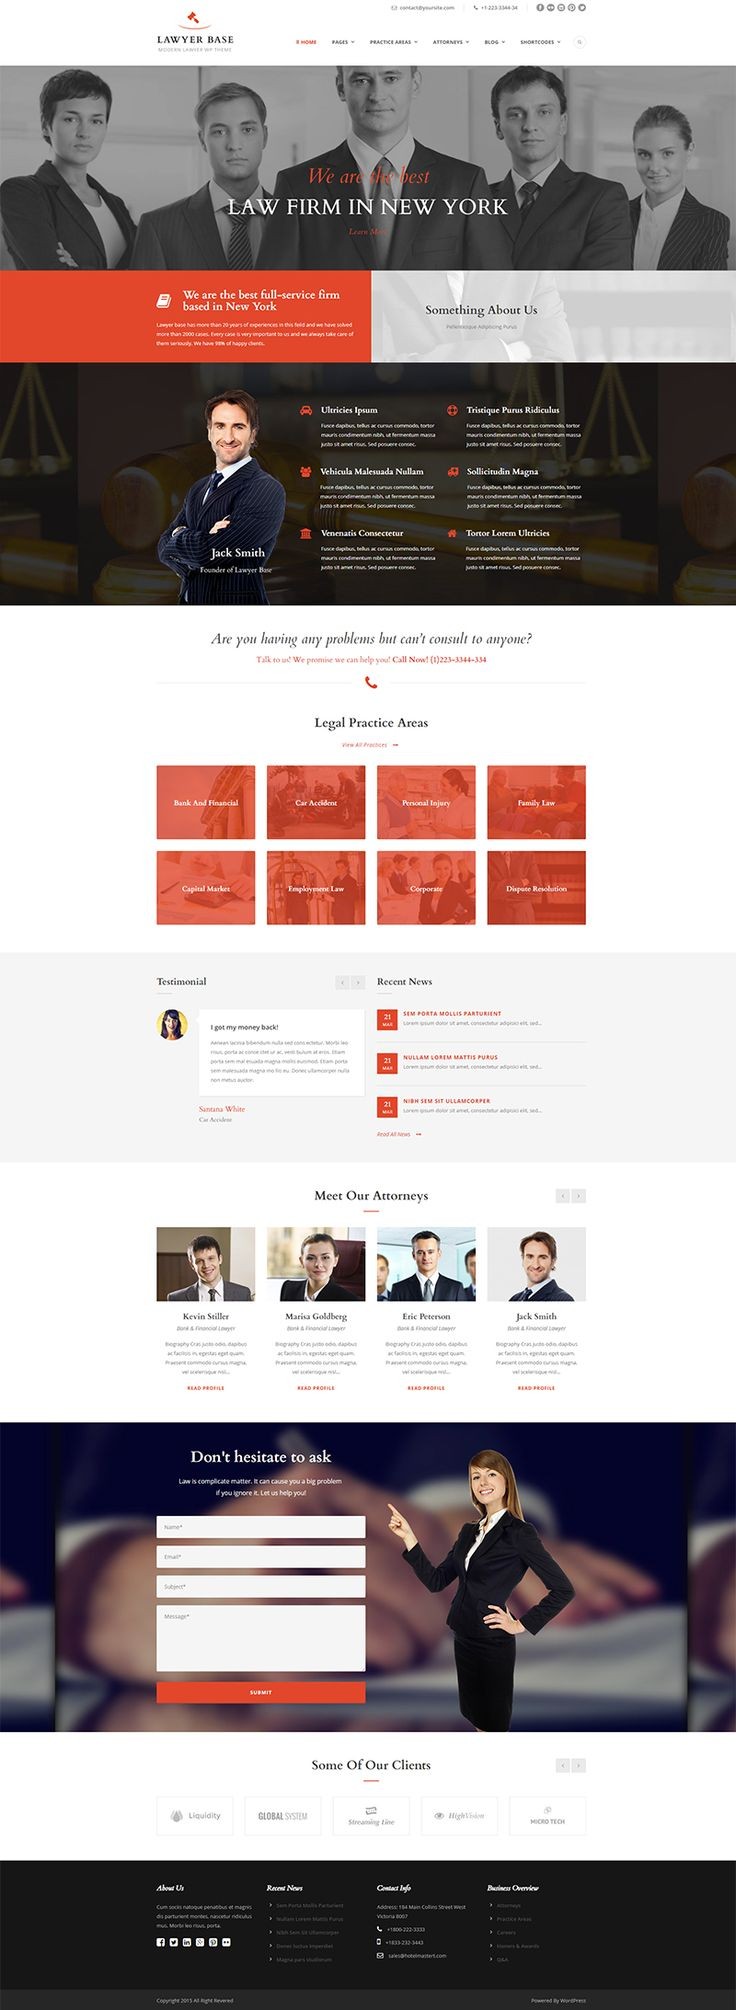 contact@yoursite.com
+1-223-3344-34
LAWYER BASE
MODERN LAWYER WP THEME
HOME
PAGES
PRACTICE AREAS
ATTORNEYS
BLOG
SHORTCODES
We are the best
LAW FIRM IN NEW YORK
Learn More
We are the best full-service firm
based in New York
Lawyer base has more than 20 years of experiences in this feild and we have solved
more than 2000 cases. Every case is very important to us and we always take care of
them seriously. We have 98% of happy clients.
Something About Us
Pellentesque Adipiscing Purus
Ultricies Ipsum
Fusce dapibus, tellus ac cursus commodo, tortor
mauris condimentum nibh, ut fermentum massa
justo sit amet risus. Sed posuere consec.
Tristique Purus Ridiculus
Fusce dapibus, tellus ac cursus commodo, tortor
mauris condimentum nibh, ut fermentum massa
justo sit amet risus. Sed posuere consec.
Vehicula Malesuada Nullam
Fusce dapibus, tellus ac cursus commodo, tortor
mauris condimentum nibh, ut fermentum massa
justo sit amet risus. Sed posuere consec.
Sollicitudin Magna
Fusce dapibus, tellus ac cursus commodo, tortor
mauris condimentum nibh, ut fermentum massa
justo sit amet risus. Sed posuere consec.
Venenatis Consectetur
Fusce dapibus, tellus ac cursus commodo, tortor
mauris condimentum nibh, ut fermentum massa
justo sit amet risus. Sed posuere consec.
Tortor Lorem Ultricies
Fusce dapibus, tellus ac cursus commodo, tortor
mauris condimentum nibh, ut fermentum massa
justo sit amet risus. Sed posuere consec.
Jack Smith
Founder of Lawyer Base
Are you having any problems but can't consult to anyone?
Talk to us! We promise we can help you! Call Now! (1)223-3344-334
Legal Practice Areas
View All Practices
Bank And Financial
Car Accident
Personal Injury
Family Law
Capital Market
Employment Law
Corporate
Dispute Resolution
Testimonial
I got my money back!
Aenean lacinia bibendum nulla sed consectetur. Morbi leo
risus, porta ac conse ctet ur ac, vesti bulum at eros. Etiam
porta sem mal esuada magna mollis euismod. Etiam porta
sem malesuada magna mo llis eu. Donec ullamcorper nulla
non metus auctor.
Santana White
Car Accident
Recent News
21
MAR
SEM PORTA MOLLIS PARTURIENT
Lorem ipsum dolor sit amet, consectetur adipisici elit, sed...
21
MAR
NULLAM LOREM MATTIS PURUS
Lorem ipsum dolor sit amet, consectetur adipisici elit, sed...
21
MAR
NIBH SEM SIT ULLAMCORPER
Lorem ipsum dolor sit amet, consectetur adipisici elit, sed...
Read All News
Meet Our Attorneys
Kevin Stiller
Bank & Financial Lawyer
Biography Cras justo odio, dapibus
ac facilisis in, egestas eget quam.
Praesent commodo cursus magna,
vel scelerisque nisl...
READ PROFILE
Marisa Goldberg
Bank & Financial Lawyer
Biography Cras justo odio, dapibus
ac facilisis in, egestas eget quam.
Praesent commodo cursus magna,
vel scelerisque nisl...
READ PROFILE
Eric Peterson
Bank & Financial Lawyer
Biography Cras justo odio, dapibus
ac facilisis in, egestas eget quam.
Praesent commodo cursus magna,
vel scelerisque nisl...
READ PROFILE
Jack Smith
Bank & Financial Lawyer
Biography Cras justo odio, dapibus
ac facilisis in, egestas eget quam.
Praesent commodo cursus magna,
vel scelerisque nisl...
READ PROFILE
Don't hesitate to ask
Law is complicate matter. It can cause you a big problem
if you ignore it. Let us help you!
Name*
Email*
Subject*
Message*
SUBMIT
Some Of Our Clients
Liquidity
GLOBAL SYSTEM
Streaming Line
HighVision
MICRO TECH
About Us
Cum sociis natoque penatibus et magnis
dis parturient montes, nascetur ridiculus
mus. Morbi leo risus, porta.
Recent News
Sem Porta Mollis Parturient
Nullam Lorem Mattis Purus
Nibh Sem Sit Ullamcorper
Donec luctus imperdiet
Magna pars studiorum
Contact Info
Address: 184 Main Collins Street West
Victoria 8007
+1800-222-3333
+1833-232-3443
sales@hotelmastert.com
Business Overview
Attorneys
Practice Areas
Careers
Honers & Awards
Q&A
Copyright 2015 All Right Revered
Powered By WordPress